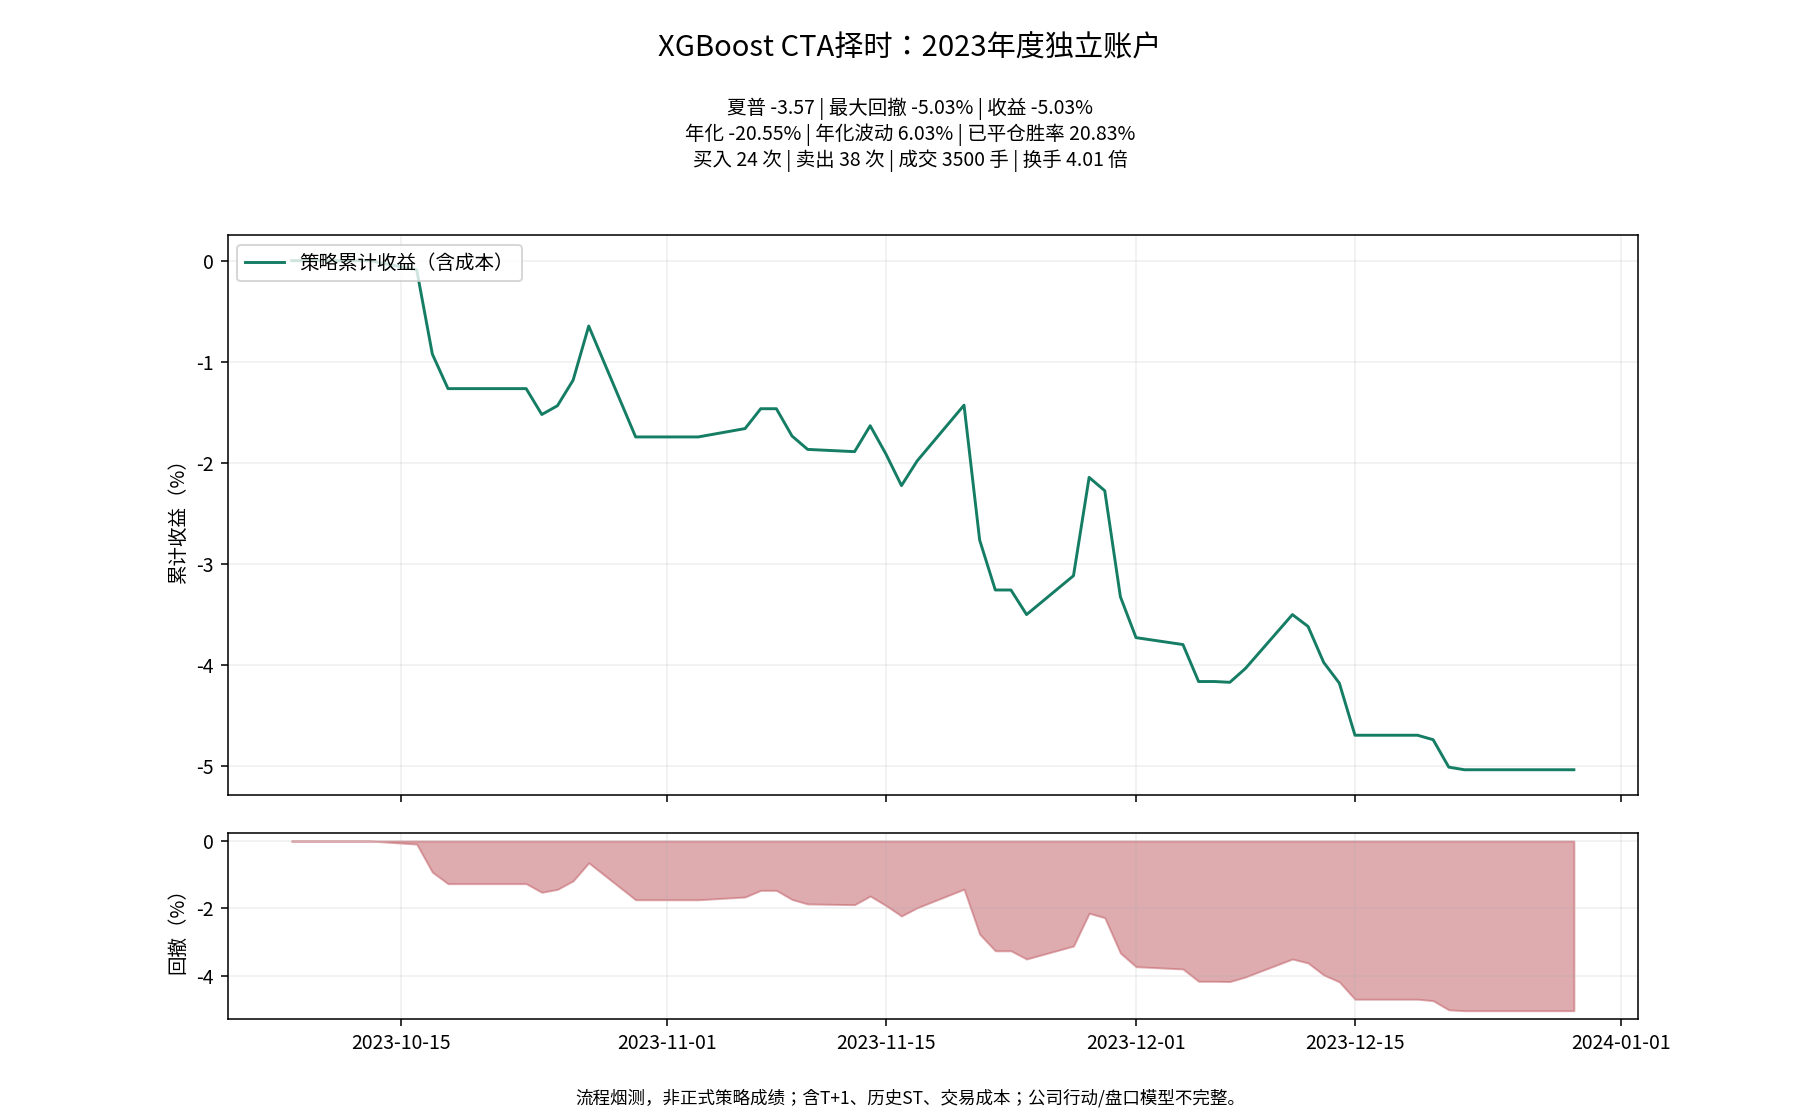 XGBoost CTA择时：2023年度独立账户
夏普 -3.57 | 最大回撤 -5.03% | 收益 -5.03%
年化 -20.55% | 年化波动 6.03% | 已平仓胜率 20.83%
买入 24 次 | 卖出 38 次 | 成交 3500 手 | 换手 4.01 倍
策略累计收益（含成本）
累计收益（%）
0
-1
-2
-3
-4
-5
回撤（%）
0
-2
-4
2023-10-15
2023-11-01
2023-11-15
2023-12-01
2023-12-15
2024-01-01
流程烟测，非正式策略成绩；含T+1、历史ST、交易成本；公司行动/盘口模型不完整。